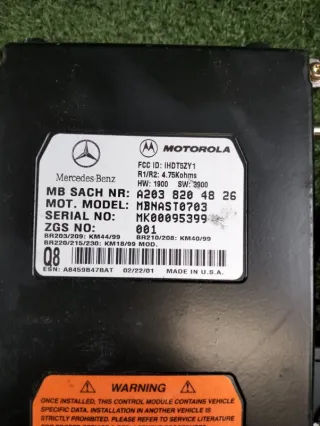 MOTOROLA
FCC ID: IHDT5ZY1
Mercedes-Benz
R1/R2: 4.75Kohms
HW: 1900 SW: 3900
MB SACH NR: A203 820 48 26
MOT. MODEL: MBNAST0703
SERIAL NO: MK00095399
ZGS NO: 001
BR203/209: KM44/99 BR210/208: KM40/99
BR220/215/230: KM18/99 MOD.
Q8
ESN: A8459B47BAT 02/22/01 MADE IN U.S.A.
WARNING
ONCE INSTALLED, THIS CONTROL MODULE CONTAINS VEHICLE
SPECIFIC DATA. INSTALLATION IN ANOTHER VEHICLE IS
STRICTLY PROHIBITED. PLEASE REFER TO SERVICE LITERATURE